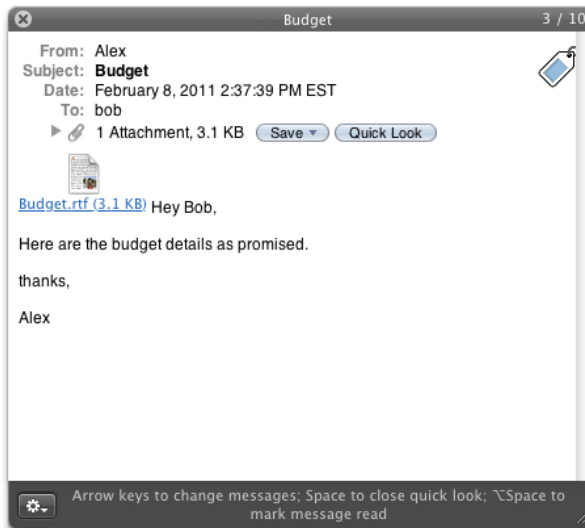 Budget
3 / 10
From: Alex
Subject: Budget
Date: February 8, 2011 2:37:39 PM EST
To: bob
1 Attachment, 3.1 KB Save Quick Look
Budget.rtf (3.1 KB) Hey Bob,
Here are the budget details as promised.
thanks,
Alex
Arrow keys to change messages; Space to close quick look; ⌥Space to
mark message read